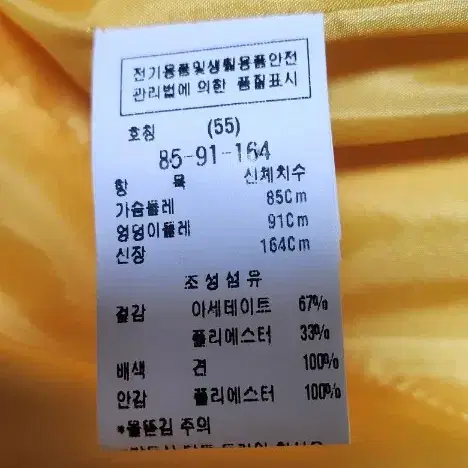 전기용품및생활용품안전
관리법에 의한 품질표시
호칭 (55)
85-91-164
항 목 신체치수
가슴둘레 85Cm
엉덩이둘레 91Cm
신장 164Cm
조성섬유
겉감 아세테이트 67%
폴리에스터 33%
배색 견 100%
안감 폴리에스터 100%
*올뜯김 주의